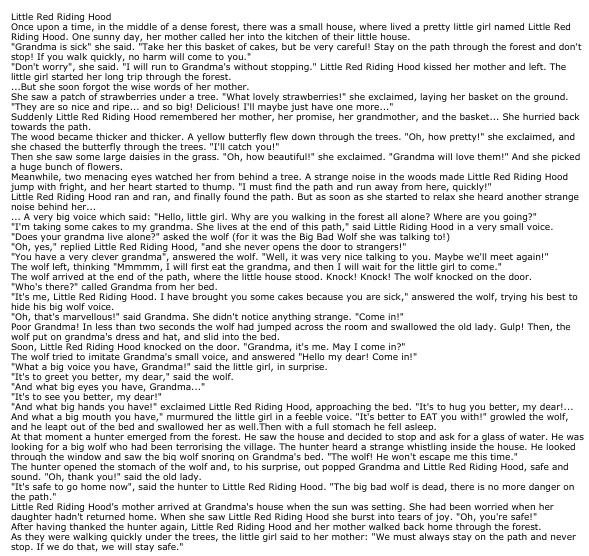 Little Red Riding Hood
Once upon a time, in the middle of a dense forest, there was a small house, where lived a pretty little girl named Little Red
Riding Hood. One sunny day, her mother called her into the kitchen of their little house.
"Grandma is sick" she said. "Take her this basket of cakes, but be very careful! Stay on the path through the forest and don't
stop! If you walk quickly, no harm will come to you."
"Don't worry", she said. "I will run to Grandma's without stopping." Little Red Riding Hood kissed her mother and left. The
little girl started her long trip through the forest.
...But she soon forgot the wise words of her mother.
She saw a patch of strawberries under a tree. "What lovely strawberries!" she exclaimed, laying her basket on the ground.
"They are so nice and ripe... and so big! Delicious! I'll maybe just have one more..."
Suddenly Little Red Riding Hood remembered her mother, her promise, her grandmother, and the basket... She hurried back
towards the path.
The wood became thicker and thicker. A yellow butterfly flew down through the trees. "Oh, how pretty!" she exclaimed, and
she chased the butterfly through the trees. "I'll catch you!"
Then she saw some large daisies in the grass. "Oh, how beautiful!" she exclaimed. "Grandma will love them!" And she picked
a huge bunch of flowers.
Meanwhile, two menacing eyes watched her from behind a tree. A strange noise in the woods made Little Red Riding Hood
jump with fright, and her heart started to thump. "I must find the path and run away from here, quickly!"
Little Red Riding Hood ran and ran, and finally found the path. But as soon as she started to relax she heard another strange
noise behind her...
... A very big voice which said: "Hello, little girl. Why are you walking in the forest all alone? Where are you going?"
"I'm taking some cakes to my grandma. She lives at the end of this path," said Little Red Riding Hood in a very small voice.
"Does your grandma live alone?" asked the wolf (for it was the Big Bad Wolf she was talking to!)
"Oh, yes," replied Little Red Riding Hood, "and she never opens the door to strangers!"
"You have a very clever grandma", answered the wolf. "Well, it was very nice talking to you. Maybe we'll meet again!"
The wolf left, thinking "Mmmmm, I will first eat the grandma, and then I will wait for the little girl to come."
The wolf arrived at the end of the path, where the little house stood. Knock! Knock! The wolf knocked on the door.
"Who's there?" called Grandma from her bed.
"It's me, Little Red Riding Hood. I have brought you some cakes because you are sick," answered the wolf, trying his best to
hide his big wolf voice.
"Oh, that's marvellous!" said Grandma. She didn't notice anything strange. "Come in!"
Poor Grandma! In less than two seconds the wolf had jumped across the room and swallowed the old lady. Gulp! Then, the
wolf put on grandma's dress and hat, and slid into the bed.
Soon, Little Red Riding Hood knocked on the door. "Grandma, it's me. May I come in?"
The wolf tried to imitate Grandma's small voice, and answered "Hello my dear! Come in!"
"What a big voice you have, Grandma!" said the little girl, in surprise.
"It's to greet you better, my dear," said the wolf.
"And what big eyes you have, Grandma..."
"It's to see you better, my dear!"
"And what big hands you have!" exclaimed Little Red Riding Hood, approaching the bed. "It's to hug you better, my dear!...
And what a big mouth you have," murmured the little girl in a feeble voice. "It's better to EAT you with!" growled the wolf,
and he leapt out of the bed and swallowed her as well.Then with a full stomach he fell asleep.
At that moment a hunter emerged from the forest. He saw the house and decided to stop and ask for a glass of water. He was
looking for a big wolf who had been terrorising the village. The hunter heard a strange whistling inside the house. He looked
through the window and saw the big wolf snoring on Grandma's bed. "The wolf! He won't escape me this time."
The hunter opened the stomach of the wolf and, to his surprise, out popped Grandma and Little Red Riding Hood, safe and
sound. "Oh, thank you!" said the old lady.
"It's safe to go home now", said the hunter to Little Red Riding Hood. "The big bad wolf is dead, there is no more danger on
the path."
Little Red Riding Hood's mother arrived at Grandma's house when the sun was setting. She had been worried when her
daughter hadn't returned home. When she saw Little Red Riding Hood she burst into tears of joy. "Oh, you're safe!"
After having thanked the hunter again, Little Red Riding Hood and her mother walked back home through the forest.
As they were walking quickly under the trees, the little girl said to her mother: "We must always stay on the path and never
stop. If we do that, we will stay safe."